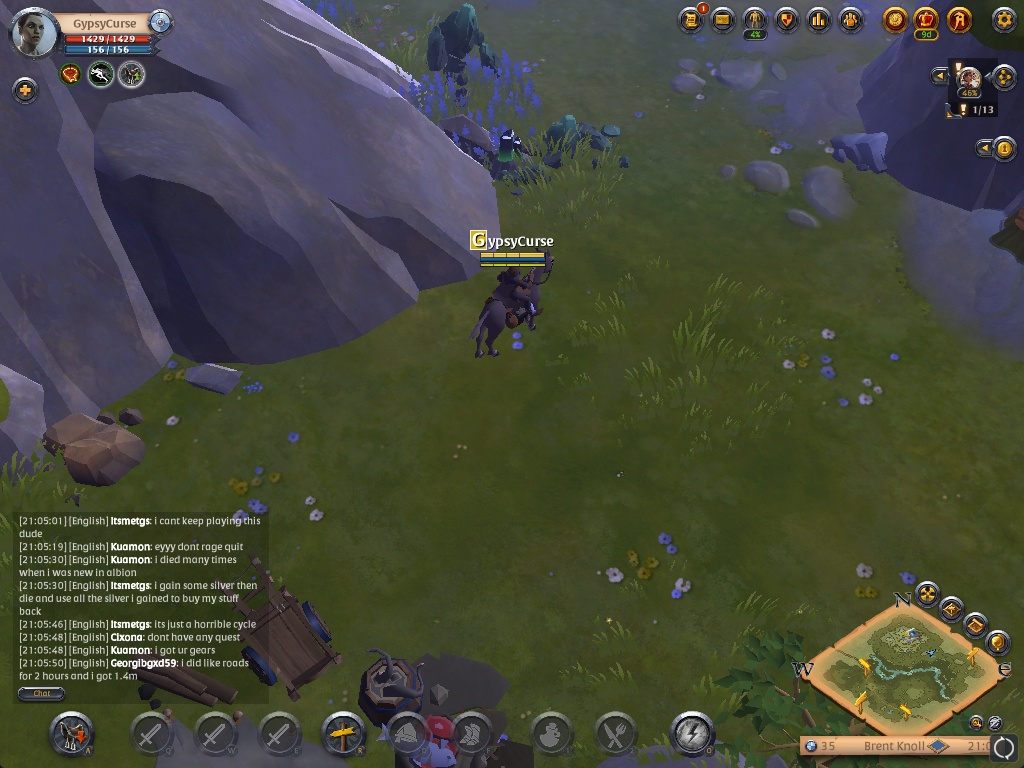 GypsyCurse
1429 / 1429
156 / 156
1
4%
9d
46%
1/13
GypsyCurse
[21:05:01] [English] Itsmetgs: i cant keep playing this
dude
[21:05:19] [English] Kuamon: eyyy dont rage quit
[21:05:30] [English] Kuamon: i died many times
when i was new in albion
[21:05:30] [English] Itsmetgs: i gain some silver then
die and use all the silver i gained to buy my stuff
back
[21:05:46] [English] Itsmetgs: its just a horrible cycle
[21:05:48] [English] Cixona: dont have any quest
[21:05:48] [English] Kuamon: i got ur gears
[21:05:50] [English] Georgibgxd59: i did like roads
for 2 hours and i got 1.4m
Chat
N
W
E
A
Q
W
E
R
D
F
O
35
Brent Knoll